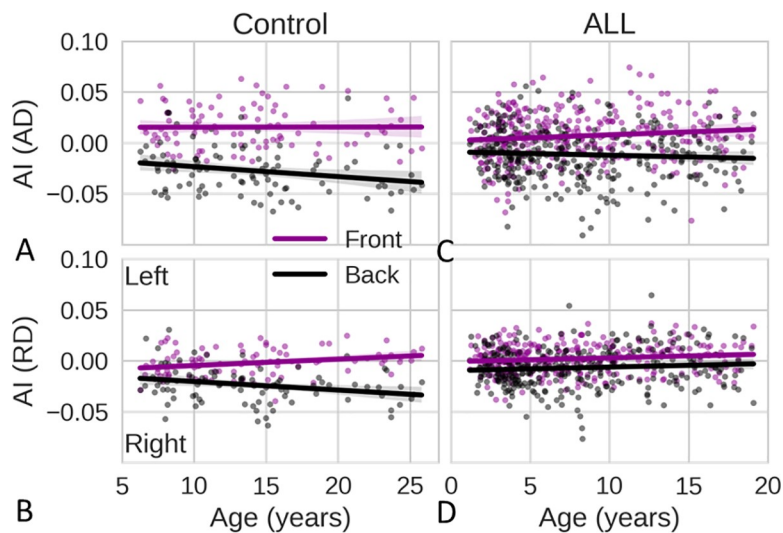 Control ALL
0.10
0.05
0.00
−0.05
AI (AD)
A
C
Front
Back
0.10
0.05
0.00
−0.05
AI (RD)
Left
Right
5 10 15 20 25
0 5 10 15 20
B
D
Age (years) Age (years)